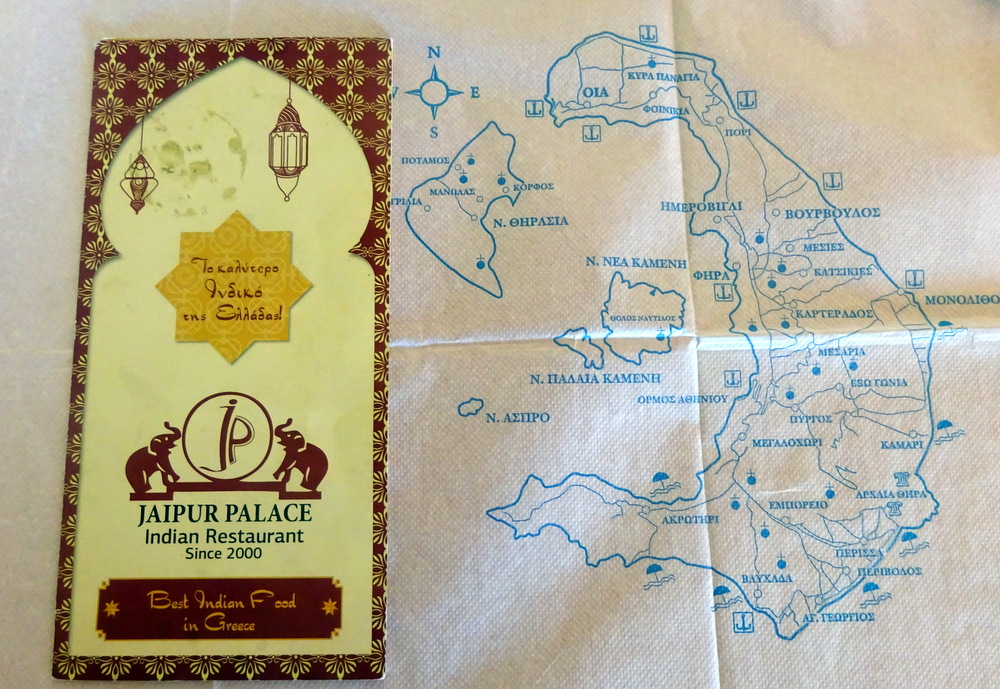 Το καλύτερο
Ινδικό
της Ελλάδας!
jp
JAIPUR PALACE
Indian Restaurant
Since 2000
Best Indian Food
in Greece
N
E
S
ΚΥΡΑ ΠΑΝΑΓΙΑ
ΟΙΑ
ΦΟΙΝΙΚΙΑ
ΠΟΡΙ
ΠΟΤΑΜΟΣ
ΜΑΝΩΛΑΣ
ΚΟΡΦΟΣ
Ν. ΘΗΡΑΣΙΑ
ΗΜΕΡΟΒΙΓΛΙ
ΒΟΥΡΒΟΥΛΟΣ
ΜΕΣΙΕΣ
Ν. ΝΕΑ ΚΑΜΕΝΗ
ΦΗΡΑ
ΚΑΤΣΙΚΙΕΣ
ΜΟΝΟΛΙΘΟ
ΘΟΛΟΣ ΝΑΥΤΙΛΟΣ
ΚΑΡΤΕΡΑΔΟΣ
ΜΕΣΑΡΙΑ
Ν. ΠΑΛΑΙΑ ΚΑΜΕΝΗ
ΕΞΩ ΓΩΝΙΑ
ΟΡΜΟΣ ΑΘΗΝΙΟΥ
Ν. ΑΣΠΡΟ
ΠΥΡΓΟΣ
ΜΕΓΑΛΟΧΩΡΙ
ΚΑΜΑΡΙ
ΑΡΧΑΙΑ ΘΗΡΑ
ΕΜΠΟΡΕΙΟ
ΑΚΡΩΤΗΡΙ
ΠΕΡΙΣΣΑ
ΠΕΡΙΒΟΛΟΣ
ΒΛΥΧΑΔΑ
ΑΓ. ΓΕΩΡΓΙΟΣ